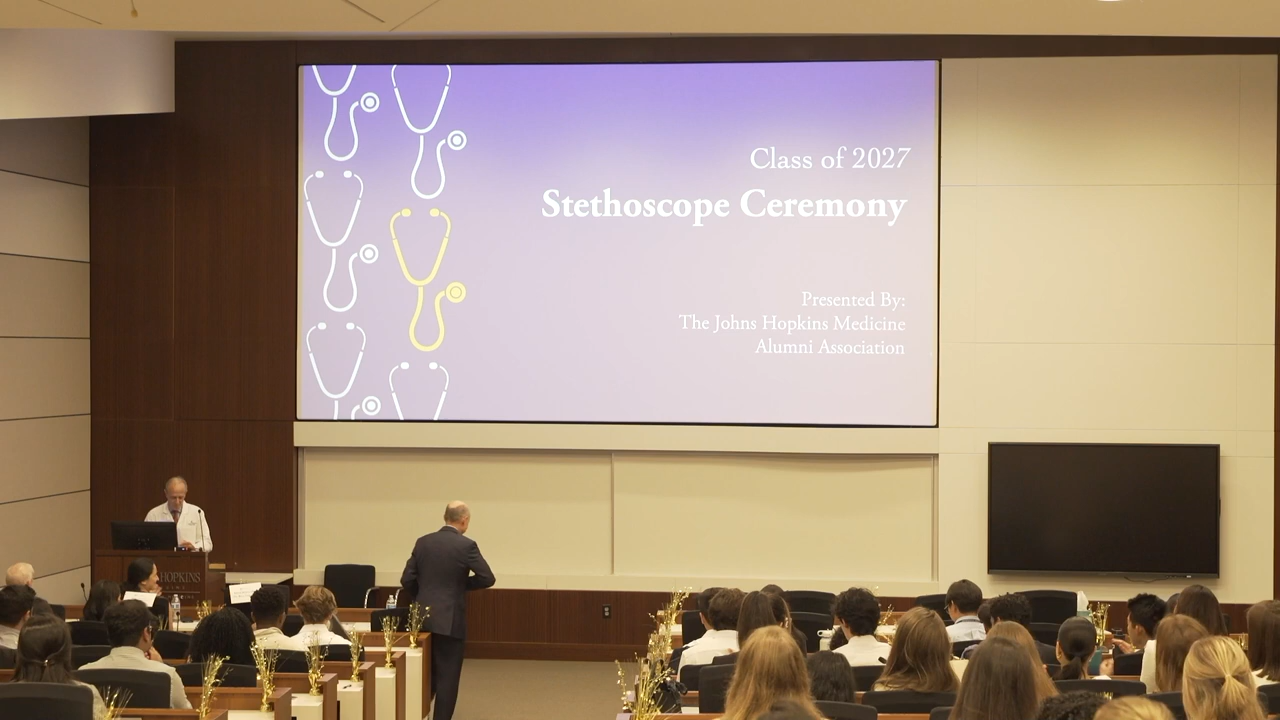 Class of 2027
Stethoscope Ceremony
Presented By:
The Johns Hopkins Medicine
Alumni Association
HOPKINS